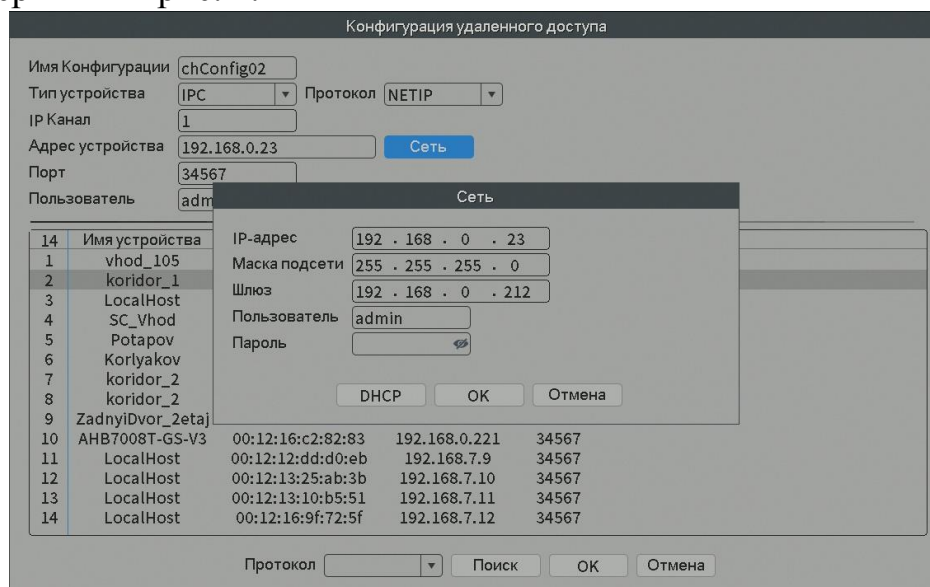 Конфигурация удаленного доступа
Имя Конфигурации chConfig02
Тип устройства IPC Протокол NETIP
IP Канал 1
Адрес устройства 192.168.0.23 Сеть
Порт 34567
Пользователь adm
Сеть
IP-адрес 192 . 168 . 0 . 23
Маска подсети 255 . 255 . 255 . 0
Шлюз 192 . 168 . 0 . 212
Пользователь admin
Пароль
DHCP OK Отмена
14 Имя устройства
1 vhod_105
2 koridor_1
3 LocalHost
4 SC_Vhod
5 Potapov
6 Korlyakov
7 koridor_2
8 koridor_2
9 ZadnyiDvor_2etaj
10 AHB7008T-GS-V3 00:12:16:c2:82:83 192.168.0.221 34567
11 LocalHost 00:12:12:dd:d0:eb 192.168.7.9 34567
12 LocalHost 00:12:13:25:ab:3b 192.168.7.10 34567
13 LocalHost 00:12:13:10:b5:51 192.168.7.11 34567
14 LocalHost 00:12:16:9f:72:5f 192.168.7.12 34567
Протокол Поиск OK Отмена